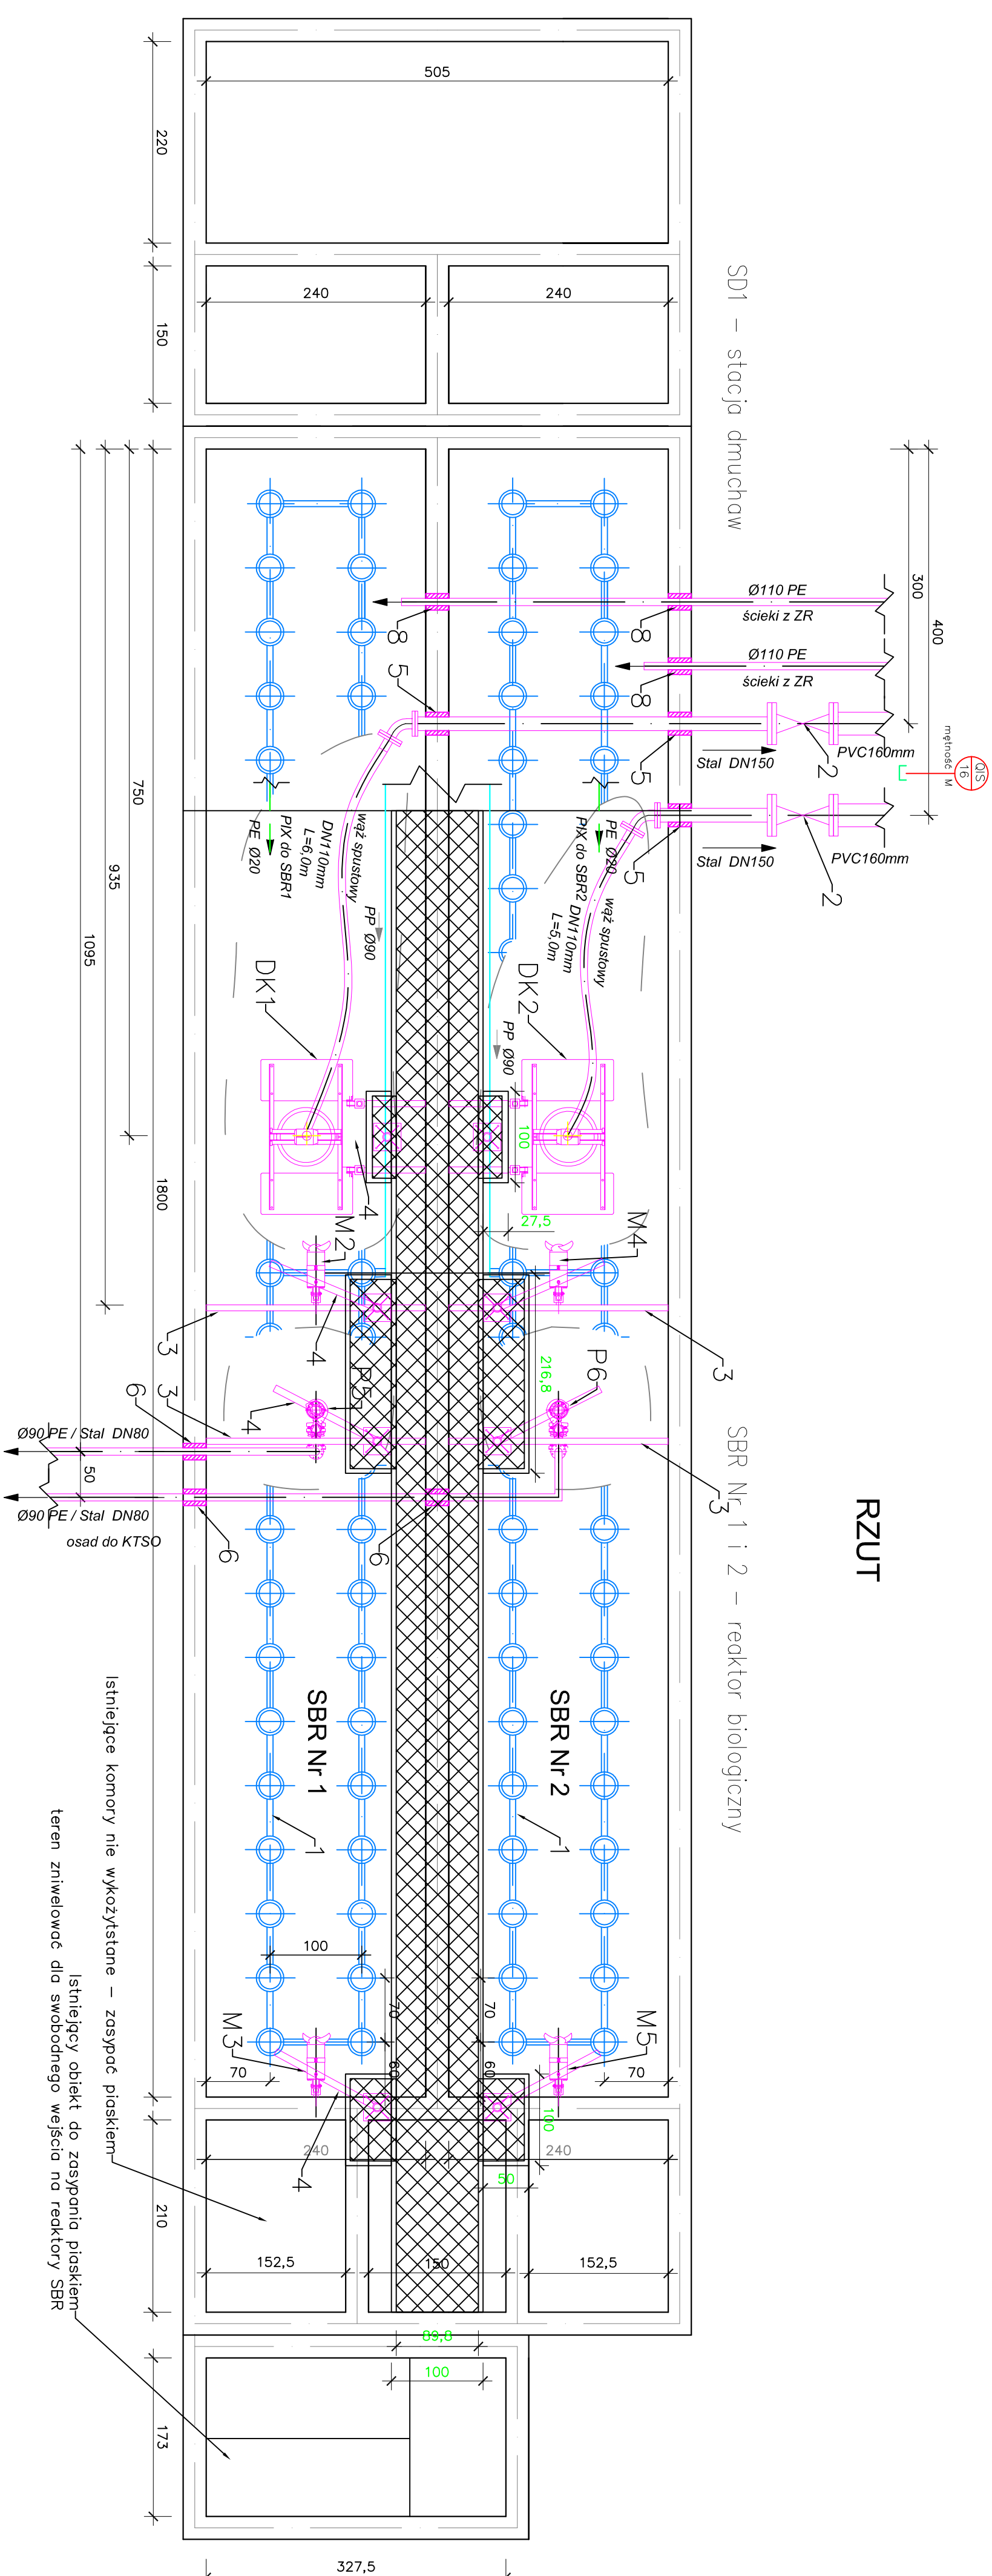 RZUT
SD1 – stacja dmuchaw
SBR Nr 1 i 2 – reaktor biologiczny
505
220
240
240
150
400
300
750
935
1095
1800
Ø110 PE
ścieki z ZR
Ø110 PE
ścieki z ZR
8
8
8
5
5
5
2
2
QIS
16
mętność M
Stal DN150
PVC160mm
Stal DN150
PVC160mm
PIX do SBR1
PE Ø20
PE Ø20
PIX do SBR2
wąż spustowy
DN110mm
L=6,0m
wąż spustowy
DN110mm
L=5,0m
PP Ø90
PP Ø90
DK1
DK2
100
27,5
4
M2
M4
4
3
3
216,8
P5
P6
4
3
3
6
Ø90 PE / Stal DN80
50
Ø90 PE / Stal DN80
osad do KTSO
6
6
SBR Nr 1
SBR Nr 2
1
1
100
70
70
60
60
M3
M5
70
70
4
100
50
240
240
210
152,5
150
152,5
89,8
100
173
327,5
Istniejące komory nie wykożytstane – zasypać piaskiem
Istniejący obiekt do zasypania piaskiem
teren zniwelować dla swobodnego wejścia na reaktory SBR